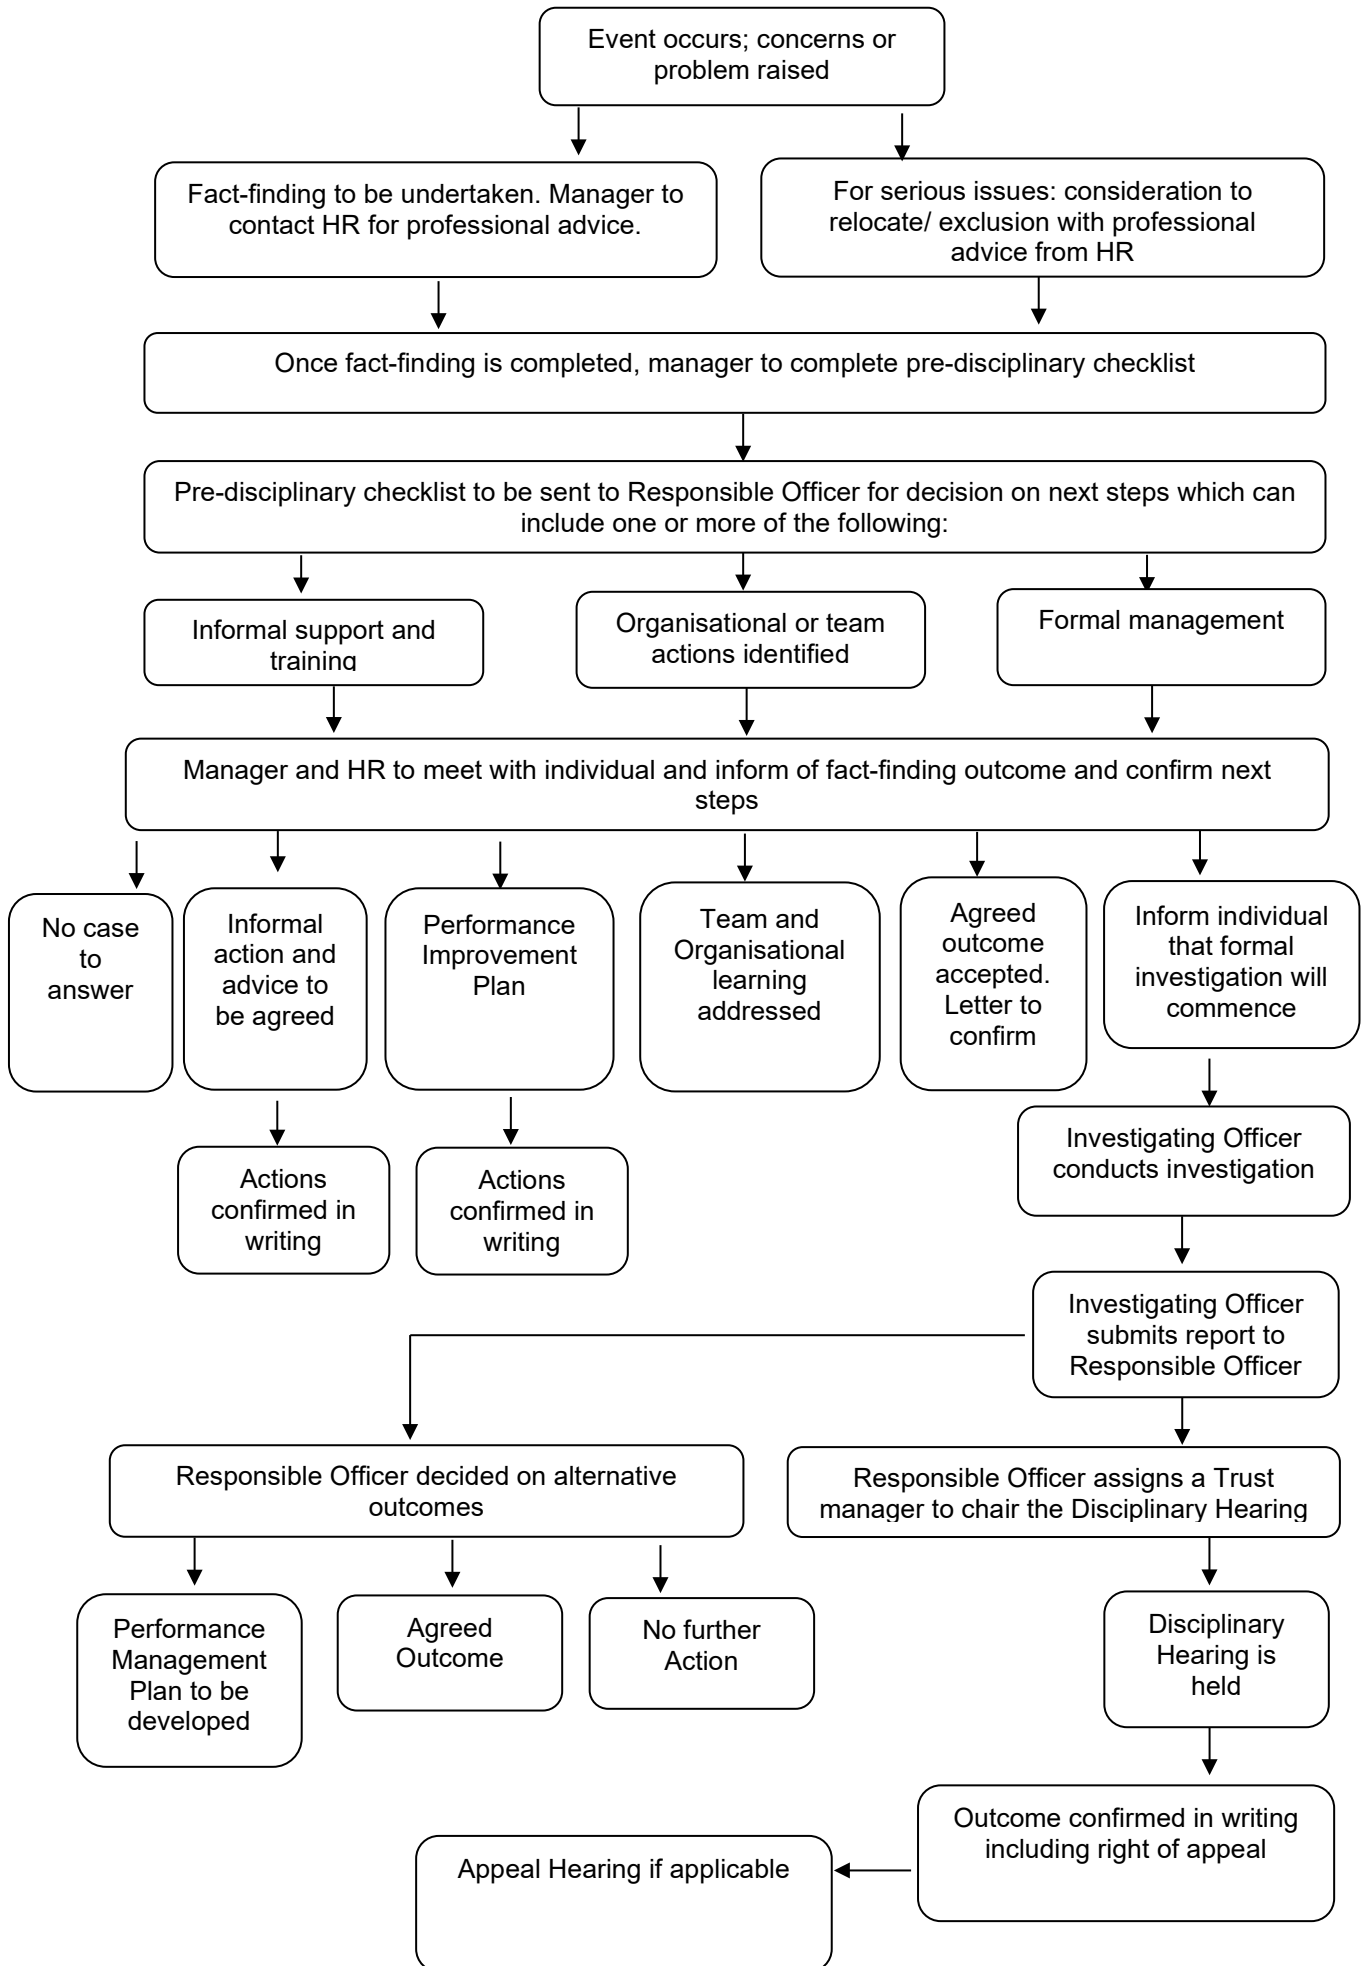 Event occurs; concerns or
problem raised
Fact-finding to be undertaken. Manager to
contact HR for professional advice.
For serious issues: consideration to
relocate/ exclusion with professional
advice from HR
Once fact-finding is completed, manager to complete pre-disciplinary checklist
Pre-disciplinary checklist to be sent to Responsible Officer for decision on next steps which can
include one or more of the following:
Informal support and
training
Organisational or team
actions identified
Formal management
Manager and HR to meet with individual and inform of fact-finding outcome and confirm next
steps
No case
to
answer
Informal
action and
advice to
be agreed
Performance
Improvement
Plan
Team and
Organisational
learning
addressed
Agreed
outcome
accepted.
Letter to
confirm
Inform individual
that formal
investigation will
commence
Actions
confirmed in
writing
Actions
confirmed in
writing
Investigating Officer
conducts investigation
Investigating Officer
submits report to
Responsible Officer
Responsible Officer decided on alternative
outcomes
Responsible Officer assigns a Trust
manager to chair the Disciplinary Hearing
Performance
Management
Plan to be
developed
Agreed
Outcome
No further
Action
Disciplinary
Hearing is
held
Outcome confirmed in writing
including right of appeal
Appeal Hearing if applicable